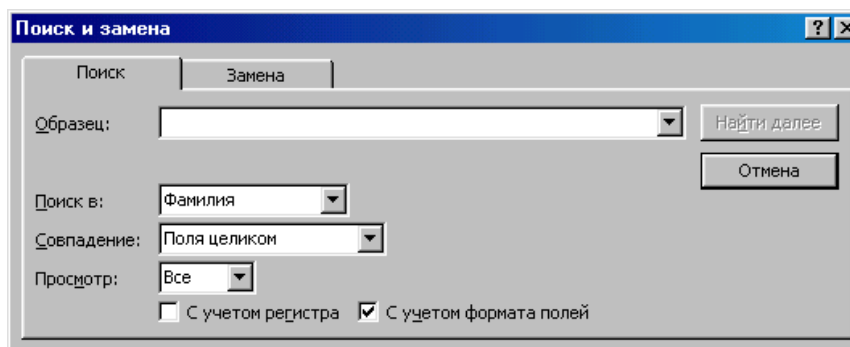 Поиск и замена
Поиск Замена
Образец: Найти далее
Отмена
Поиск в: Фамилия
Совпадение: Поля целиком
Просмотр: Все
С учетом регистра С учетом формата полей